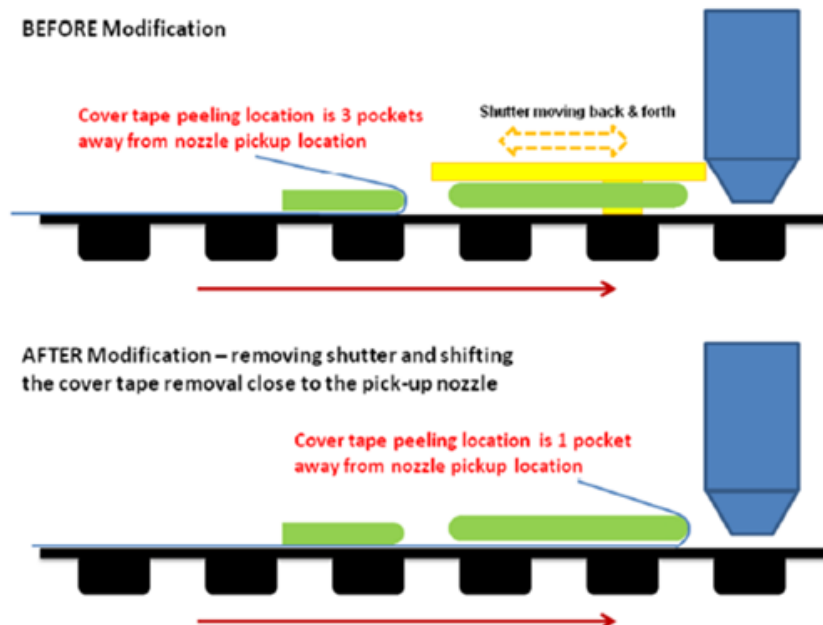 BEFORE Modification
Cover tape peeling location is 3 pockets
away from nozzle pickup location
Shutter moving back & forth
AFTER Modification – removing shutter and shifting
the cover tape removal close to the pick-up nozzle
Cover tape peeling location is 1 pocket
away from nozzle pickup location